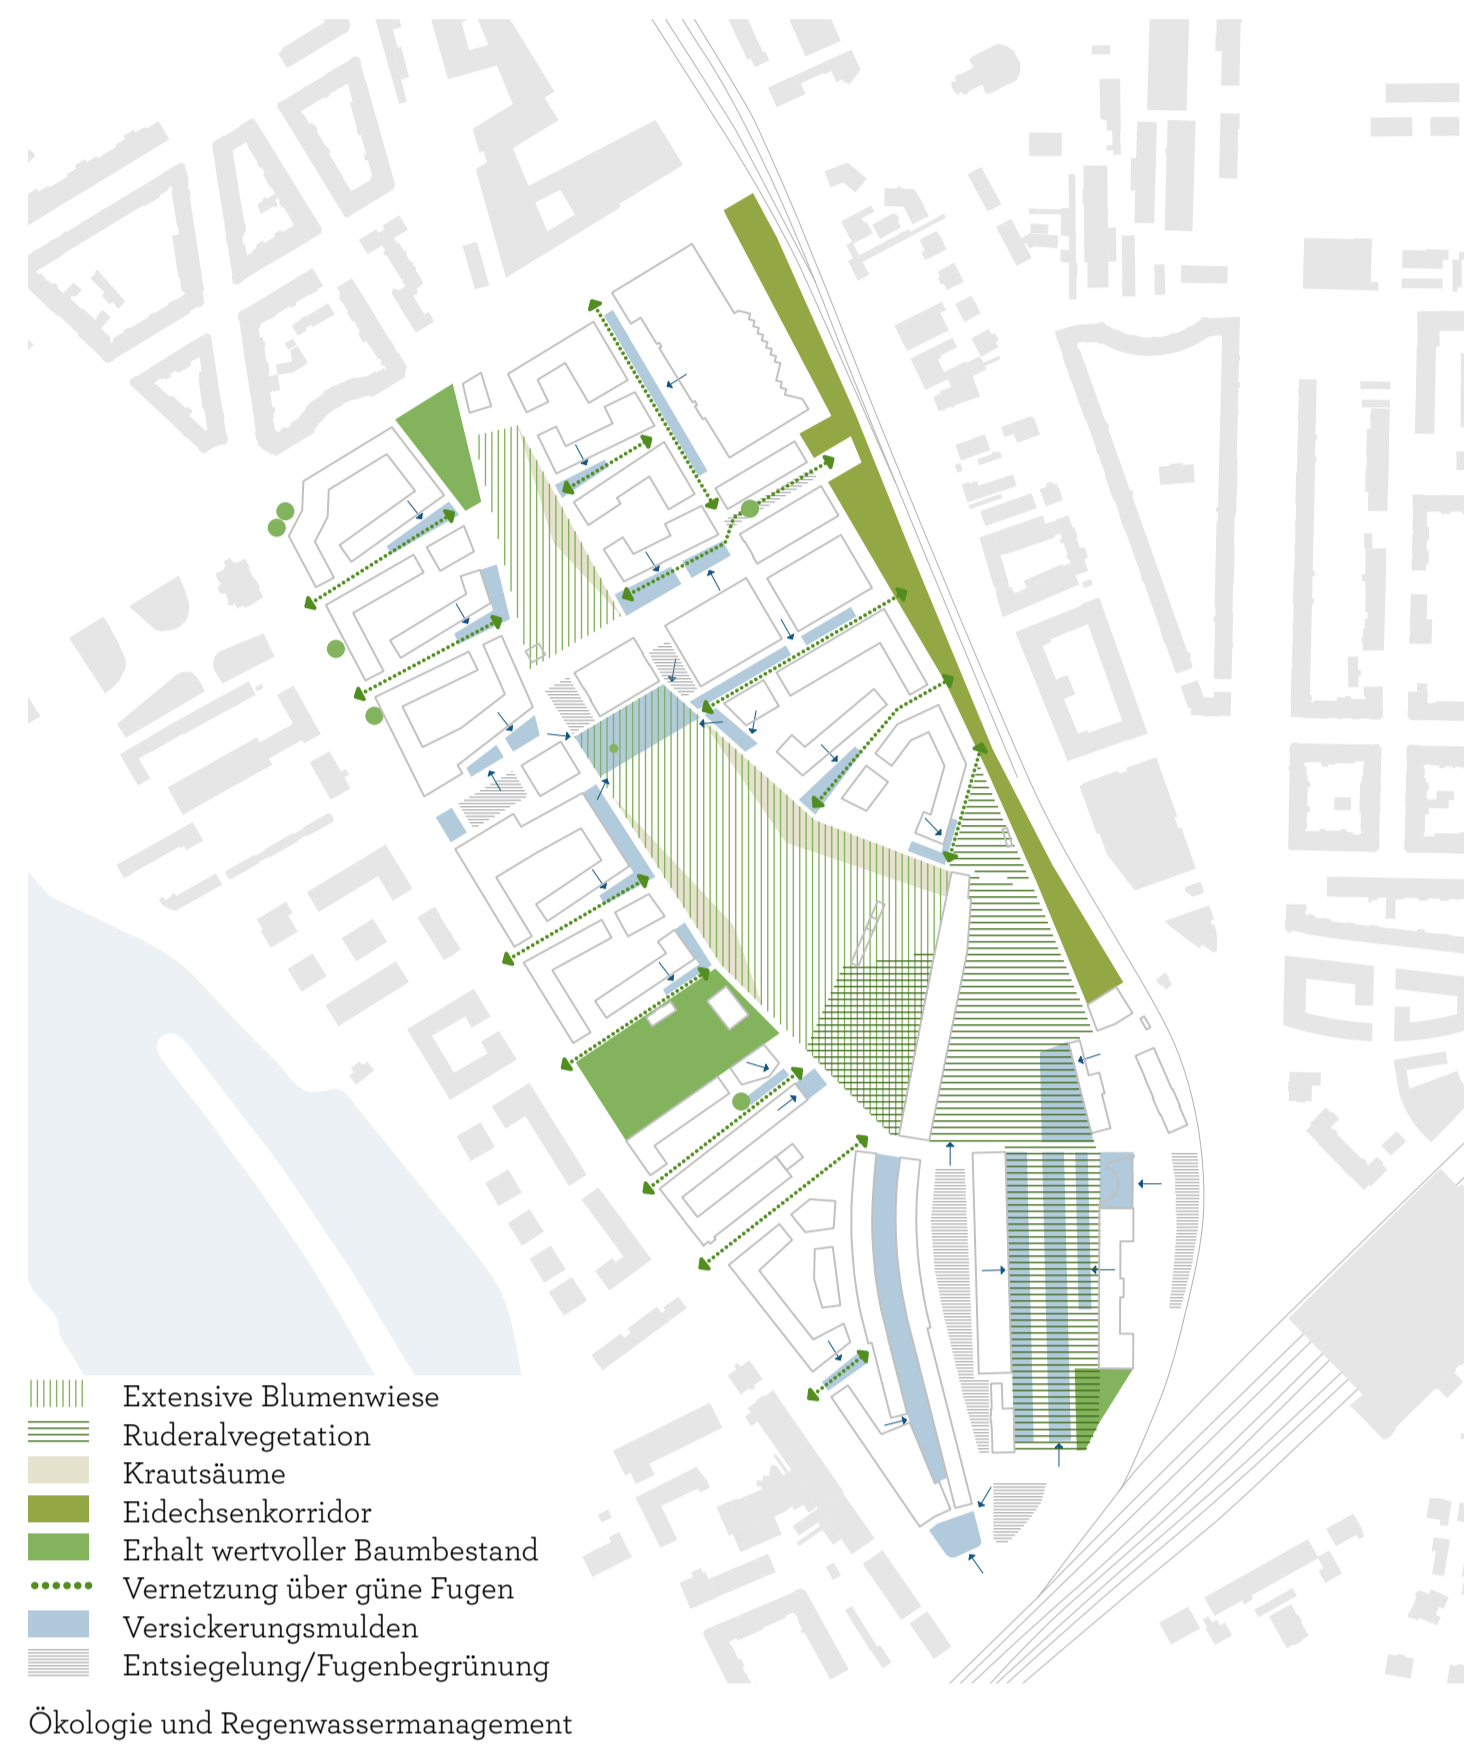 Extensive Blumenwiese
Ruderalvegetation
Krautsäume
Eidechsenkorridor
Erhalt wertvoller Baumbestand
Vernetzung über güne Fugen
Versickerungsmulden
Entsiegelung/Fugenbegrünung
Ökologie und Regenwassermanagement